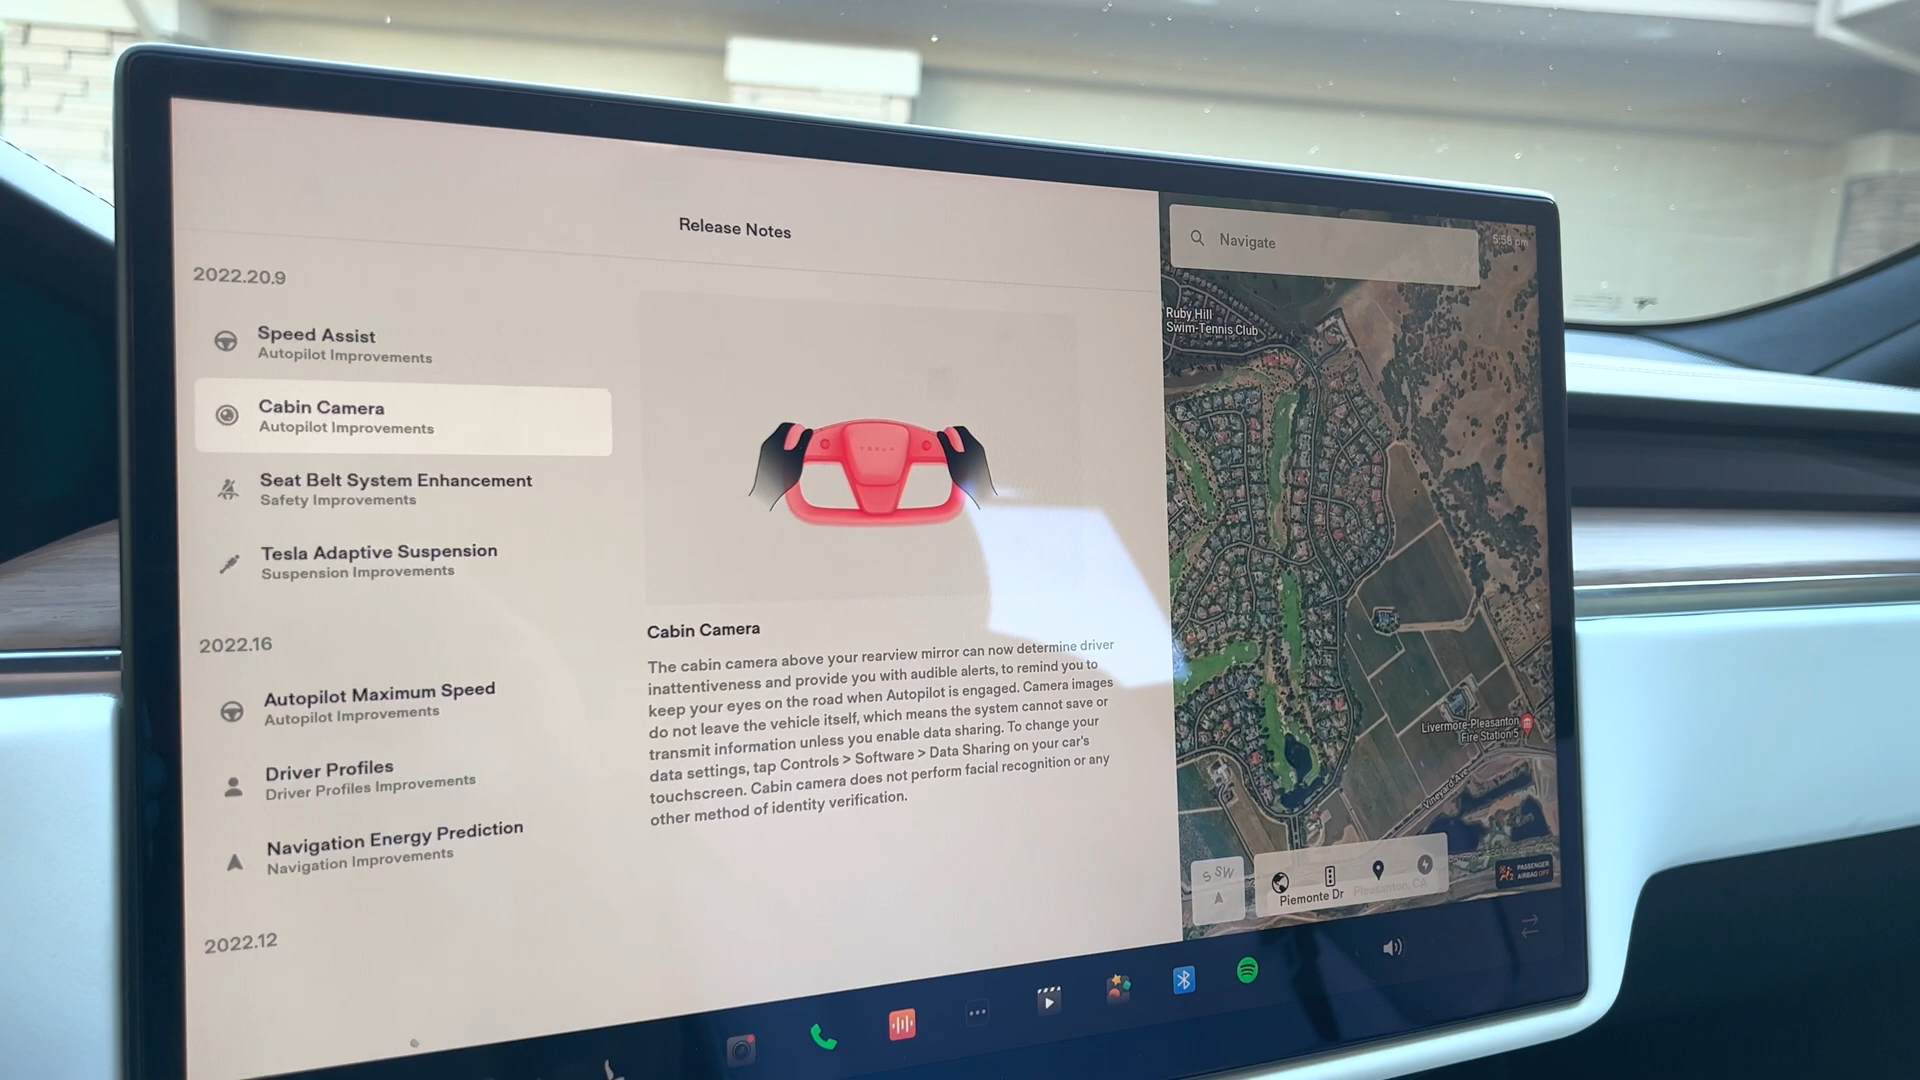 Release Notes
2022.20.9
Speed Assist
Autopilot Improvements
Cabin Camera
Autopilot Improvements
Seat Belt System Enhancement
Safety Improvements
Tesla Adaptive Suspension
Suspension Improvements
2022.16
Autopilot Maximum Speed
Autopilot Improvements
Driver Profiles
Driver Profiles Improvements
Navigation Energy Prediction
Navigation Improvements
2022.12
TESLA
Cabin Camera
The cabin camera above your rearview mirror can now determine driver
inattentiveness and provide you with audible alerts, to remind you to
keep your eyes on the road when Autopilot is engaged. Camera images
do not leave the vehicle itself, which means the system cannot save or
transmit information unless you enable data sharing. To change your
data settings, tap Controls > Software > Data Sharing on your car's
touchscreen. Cabin camera does not perform facial recognition or any
other method of identity verification.
Navigate
5:58 pm
Ruby Hill
Swim-Tennis Club
Livermore-Pleasanton
Fire Station 5
Vineyard Ave
S SW
Piemonte Dr
Pleasanton, CA
PASSENGER
AIRBAG OFF